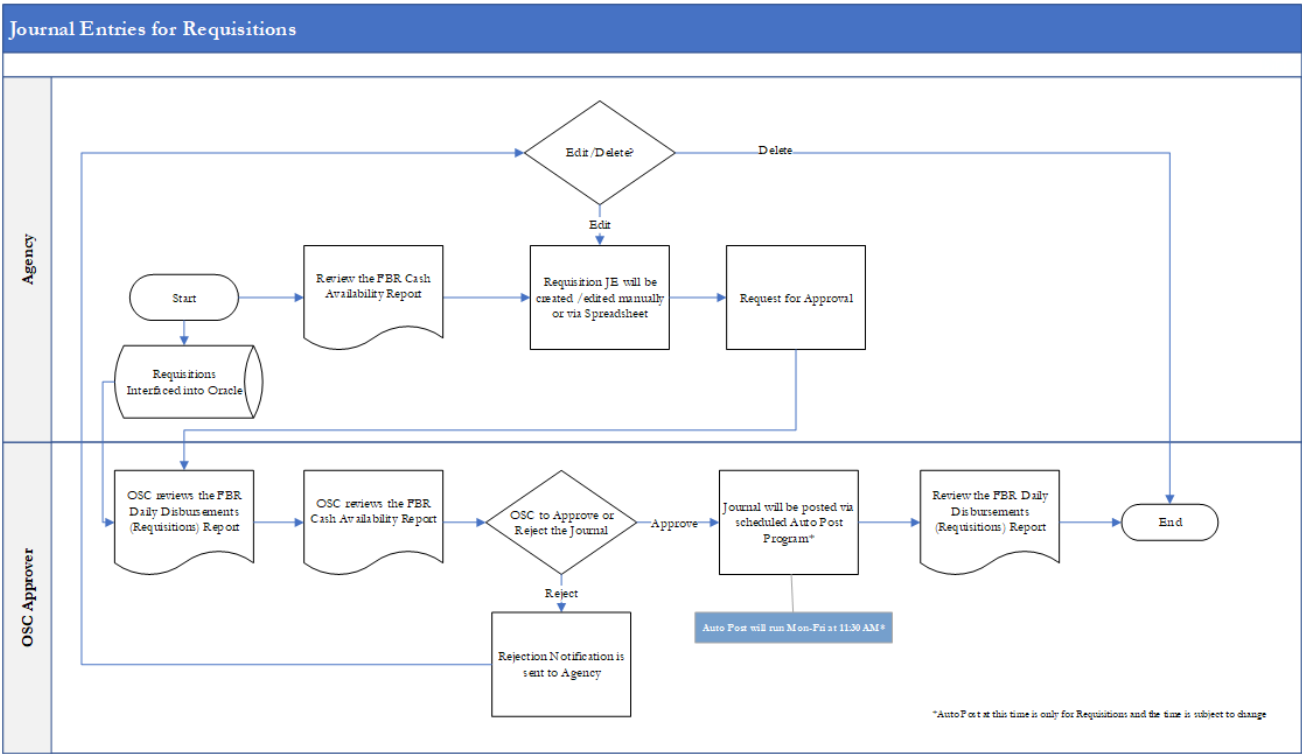 Journal Entries for Requisitions
Agency
Edit/Delete?
Delete
Edit
Start
Review the FBR Cash
Availability Report
Requisition JE will be
created /edited manually
or via Spreadsheet
Request for Approval
Requisitions
Interfaced into Oracle
OSC Approver
OSC reviews the FBR
Daily Disbursements
(Requisitions) Report
OSC reviews the FBR
Cash Availability Report
OSC to Approve or
Reject the Journal
Approve
Journal will be posted via
scheduled Auto Post
Program*
Review the FBR Daily
Disbursements
(Requisitions) Report
End
Reject
Auto Post will run Mon-Fri at 11:30 AM*
Rejection Notification is
sent to Agency
*Auto Post at this time is only for Requisitions and the time is subject to change